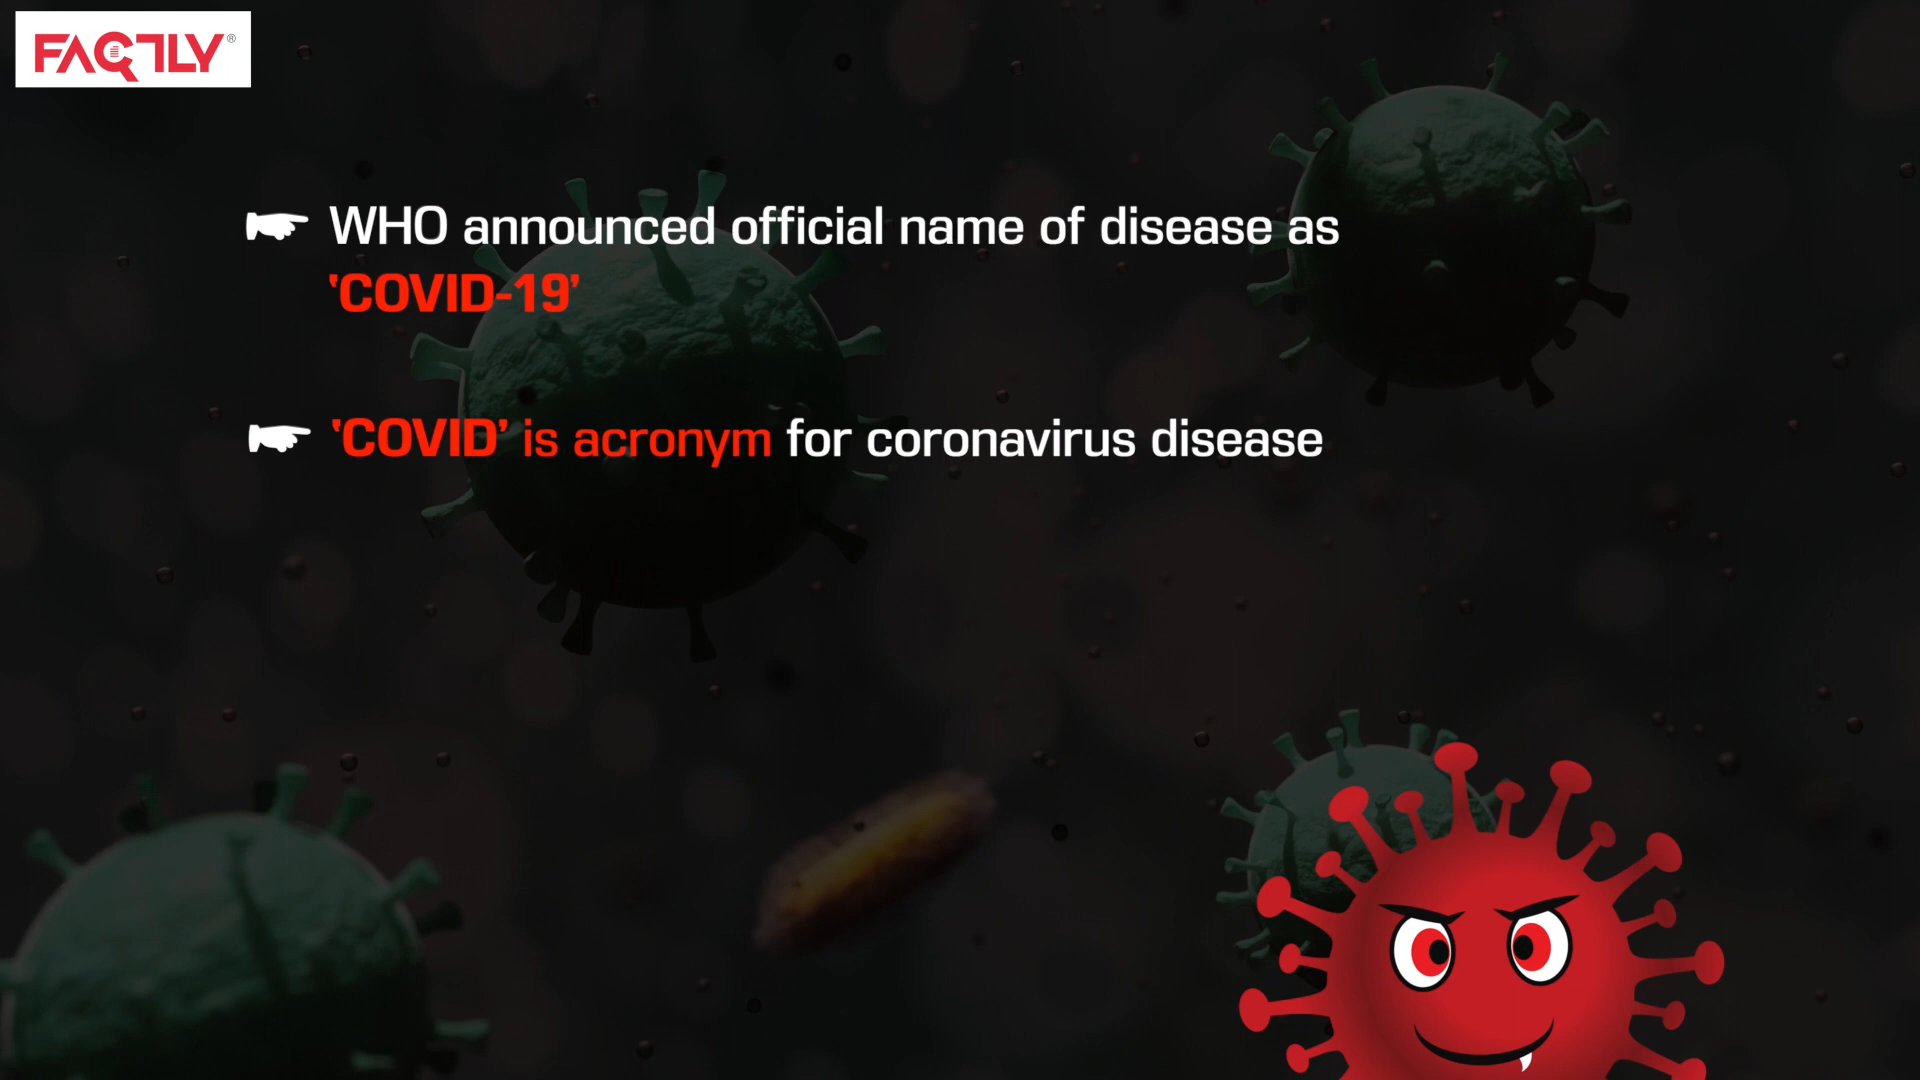 FACTLY®
WHO announced official name of disease as
‘COVID-19’
‘COVID’ is acronym for coronavirus disease